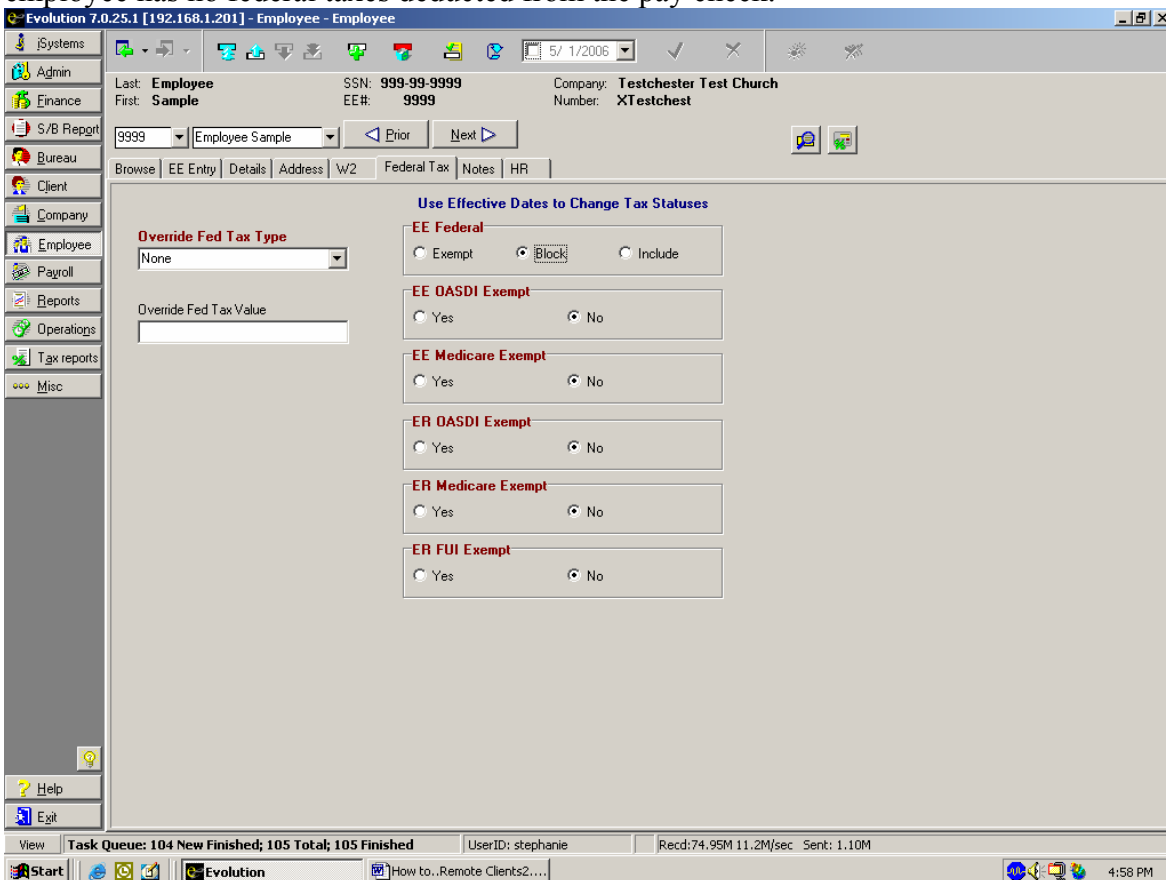 employee has no federal taxes deducted from the pay check.
Evolution 7.0.25.1 [192.168.1.201] - Employee - Employee
iSystems
Admin
Finance
S/B Report
Bureau
Client
Company
Employee
Payroll
Reports
Operations
Tax reports
Misc
Help
Exit
5/ 1/2006
Last: Employee SSN: 999-99-9999 Company: Testchester Test Church
First: Sample EE#: 9999 Number: XTestchest
9999 Employee Sample Prior Next
Browse EE Entry Details Address W2 Federal Tax Notes HR
Use Effective Dates to Change Tax Statuses
Override Fed Tax Type
None
Override Fed Tax Value
EE Federal
Exempt Block Include
EE OASDI Exempt
Yes No
EE Medicare Exempt
Yes No
ER OASDI Exempt
Yes No
ER Medicare Exempt
Yes No
ER FUI Exempt
Yes No
View Task Queue: 104 New Finished; 105 Total; 105 Finished UserID: stephanie Recd:74.95M 11.2M/sec Sent: 1.10M
Start Evolution How to..Remote Clients2.... 4:58 PM